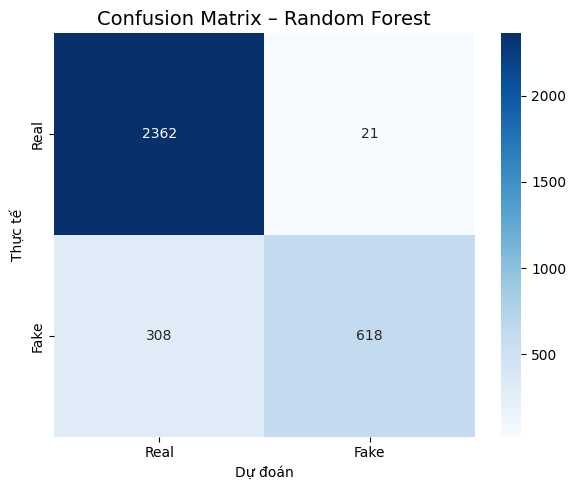 Confusion Matrix – Random Forest
Real
2362
21
Thực tế
Fake
308
618
Real
Fake
Dự đoán
2000
1500
1000
500